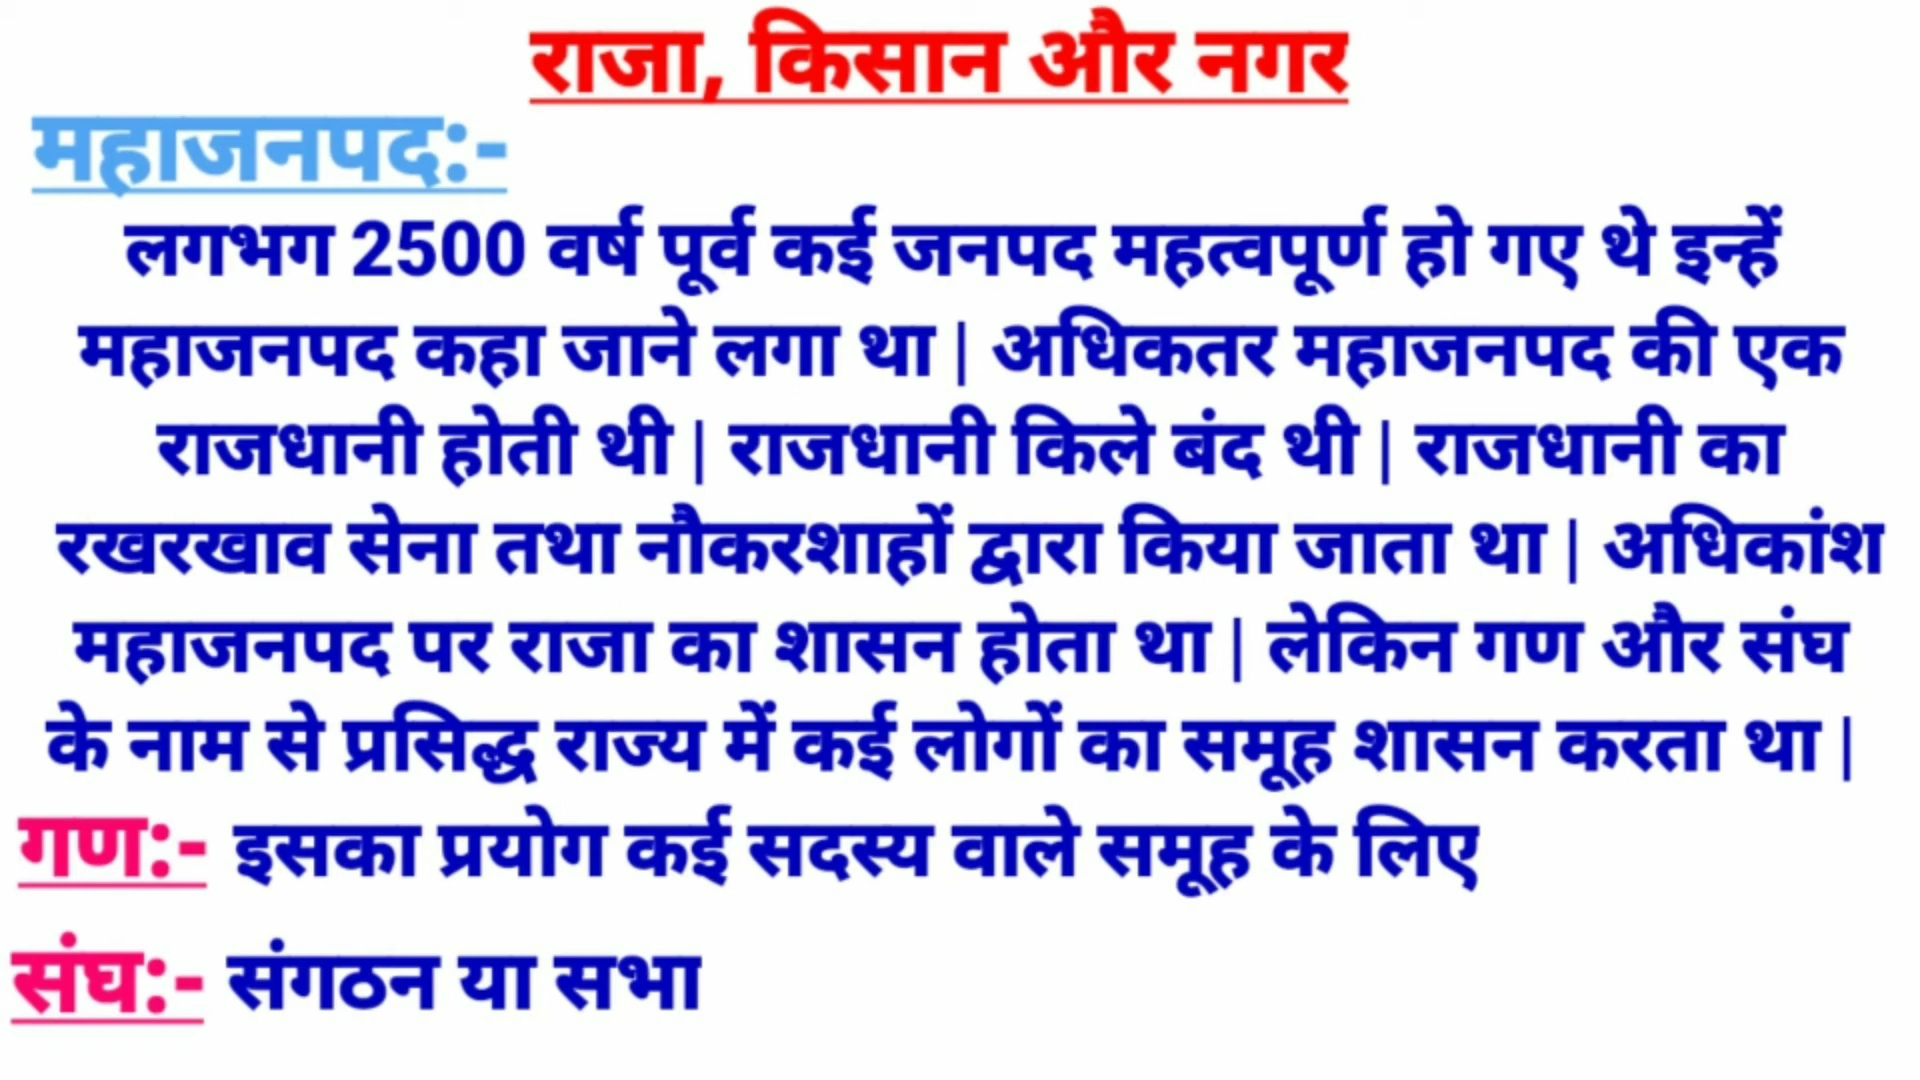 राजा, किसान और नगर
महाजनपद:-
लगभग 2500 वर्ष पूर्व कई जनपद महत्वपूर्ण हो गए थे इन्हें
महाजनपद कहा जाने लगा था | अधिकतर महाजनपद की एक
राजधानी होती थी | राजधानी किले बंद थी | राजधानी का
रखरखाव सेना तथा नौकरशाहों द्वारा किया जाता था | अधिकांश
महाजनपद पर राजा का शासन होता था | लेकिन गण और संघ
के नाम से प्रसिद्ध राज्य में कई लोगों का समूह शासन करता था |
गण:- इसका प्रयोग कई सदस्य वाले समूह के लिए
संघ:- संगठन या सभा